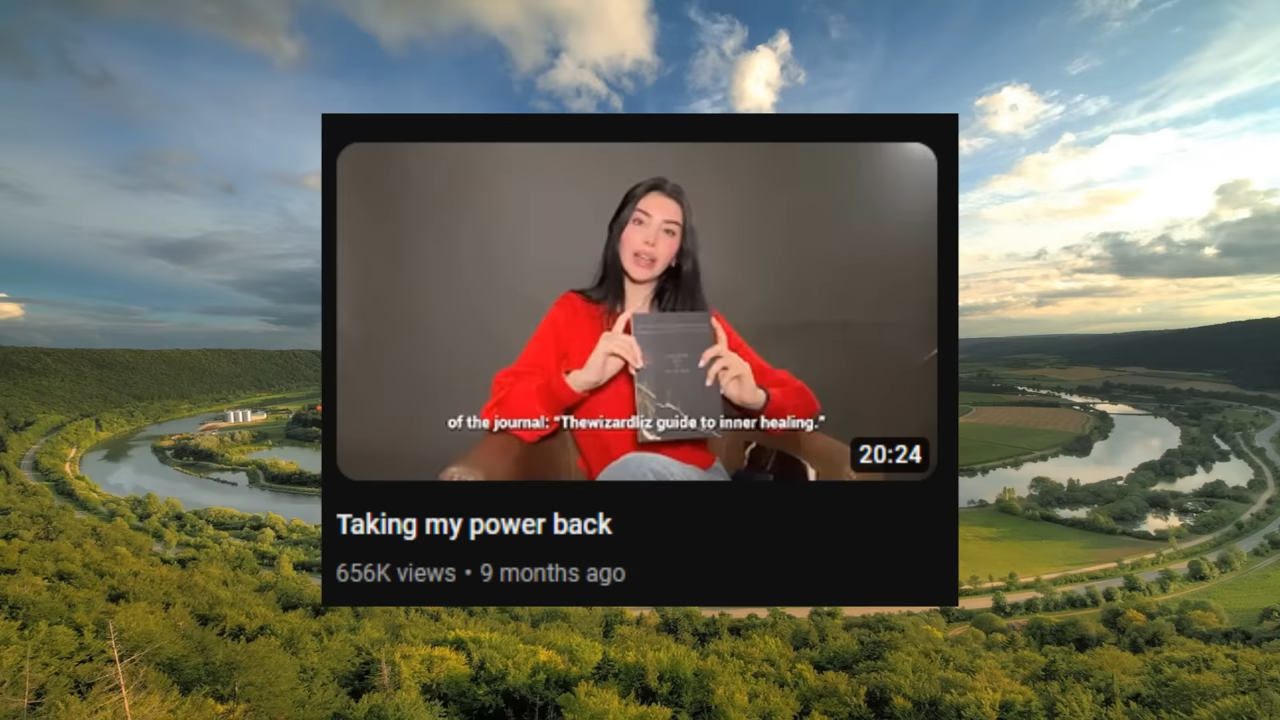 of the journal: "Thewizardliz guide to inner healing."
20:24
Taking my power back
656K views • 9 months ago